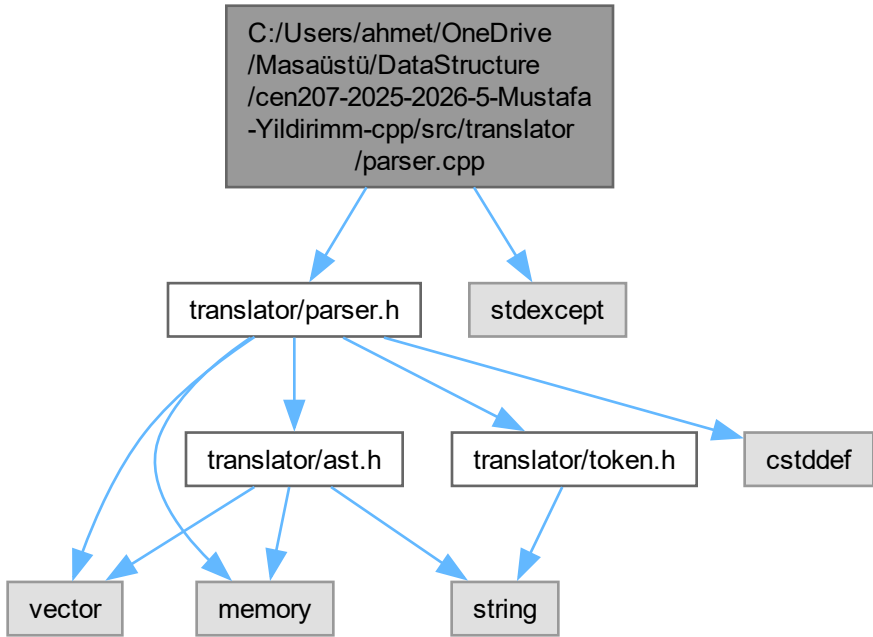 C:/Users/ahmet/OneDrive
/Masaüstü/DataStructure
/cen207-2025-2026-5-Mustafa
-Yildirimm-cpp/src/translator
/parser.cpp
translator/parser.h
stdexcept
translator/ast.h
translator/token.h
cstddef
vector
memory
string